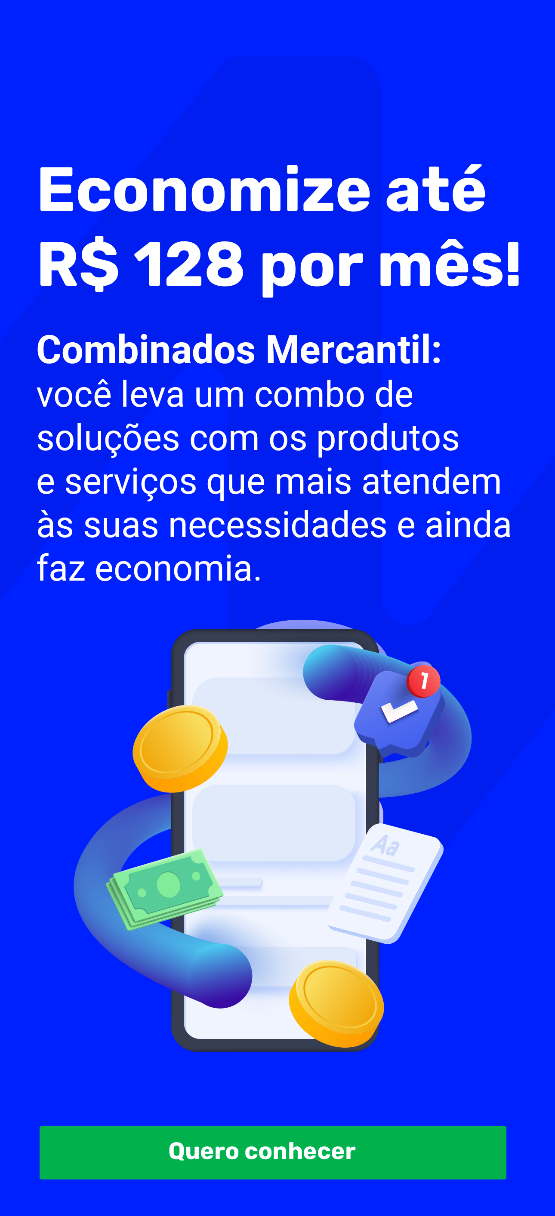 Economize até
R$ 128 por mês!
Combinados Mercantil:
você leva um combo de
soluções com os produtos
e serviços que mais atendem
às suas necessidades e ainda
faz economia.
1
Aa
Quero conhecer